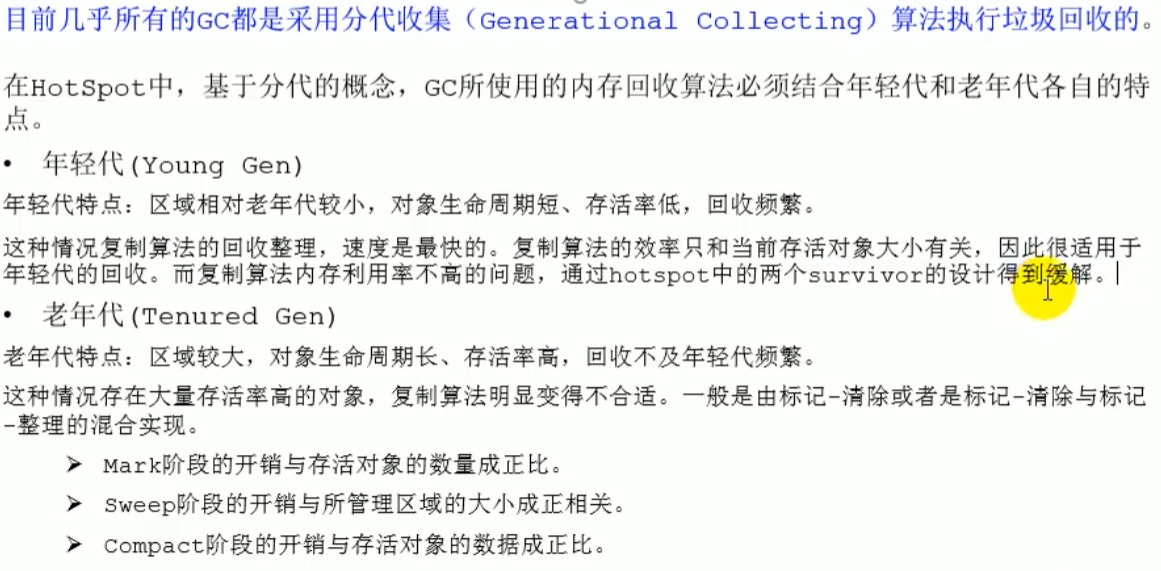 目前几乎所有的GC都是采用分代收集（Generational Collecting）算法执行垃圾回收的。
在HotSpot中，基于分代的概念，GC所使用的内存回收算法必须结合年轻代和老年代各自的特
点。
• 年轻代(Young Gen)
年轻代特点：区域相对老年代较小，对象生命周期短、存活率低，回收频繁。
这种情况复制算法的回收整理，速度是最快的。复制算法的效率只和当前存活对象大小有关，因此很适用于
年轻代的回收。而复制算法内存利用率不高的问题，通过hotspot中的两个survivor的设计得到缓解。
• 老年代(Tenured Gen)
老年代特点：区域较大，对象生命周期长、存活率高，回收不及年轻代频繁。
这种情况存在大量存活率高的对象，复制算法明显变得不合适。一般是由标记-清除或者是标记-清除与标记
-整理的混合实现。
➢ Mark阶段的开销与存活对象的数量成正比。
➢ Sweep阶段的开销与所管理区域的大小成正相关。
➢ Compact阶段的开销与存活对象的数据成正比。